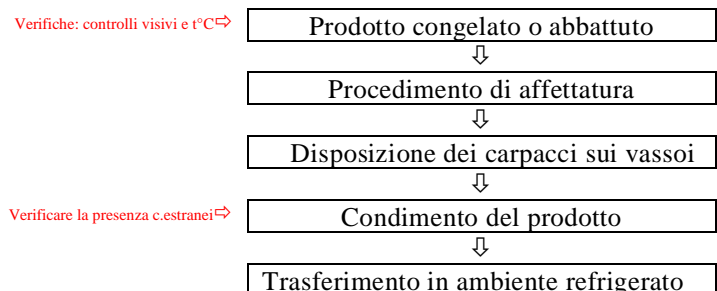 Verifiche: controlli visivi e t°C⇨ Prodotto congelato o abbattuto
⇩
Procedimento di affettatura
⇩
Disposizione dei carpacci sui vassoi
⇩
Verificare la presenza c.estranei⇨ Condimento del prodotto
⇩
Trasferimento in ambiente refrigerato